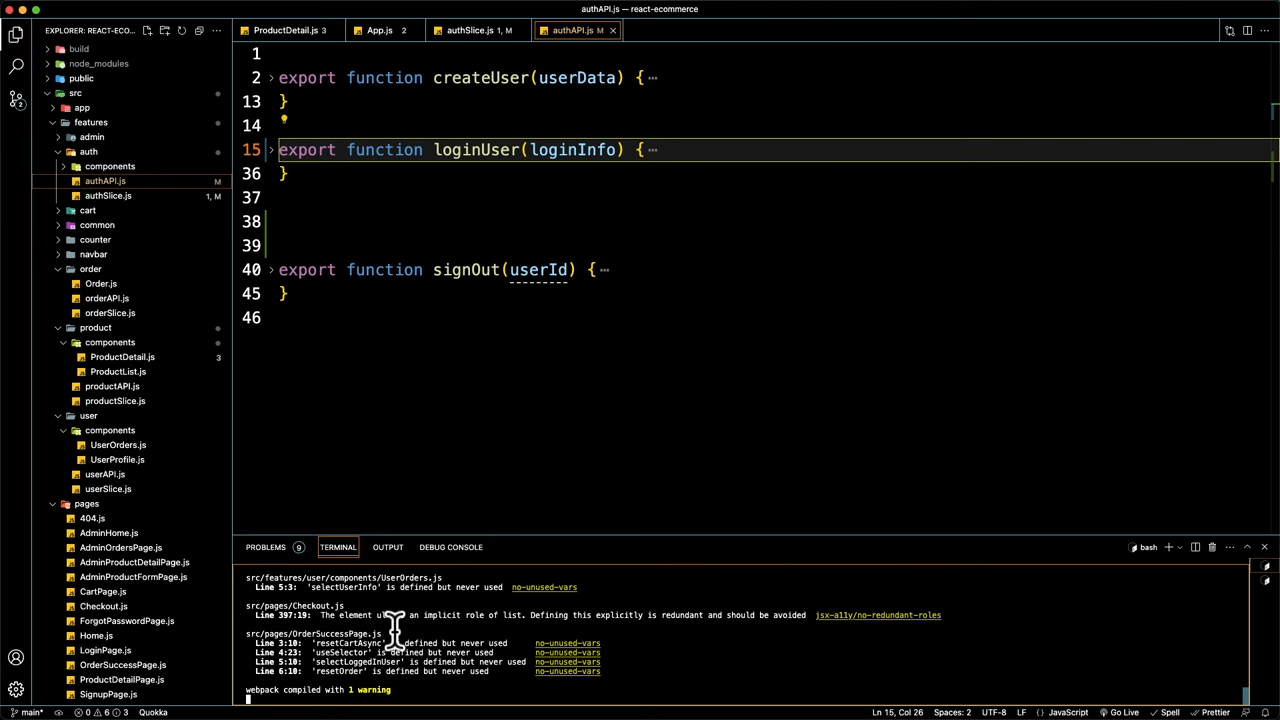 authAPI.js — react-ecommerce
EXPLORER: REACT-ECO...
ProductDetail.js 3
App.js 2
authSlice.js 1, M
authAPI.js M
build
node_modules
public
src
app
features
admin
auth
components
authAPI.js M
authSlice.js 1, M
cart
common
counter
navbar
order
Order.js
orderAPI.js
orderSlice.js
product
components
ProductDetail.js 3
ProductList.js
productAPI.js
productSlice.js
user
components
UserOrders.js
UserProfile.js
userAPI.js
userSlice.js
pages
404.js
AdminHome.js
AdminOrdersPage.js
AdminProductDetailPage.js
AdminProductFormPage.js
CartPage.js
Checkout.js
ForgotPasswordPage.js
Home.js
LoginPage.js
OrderSuccessPage.js
ProductDetailPage.js
SignupPage.js
1
2 export function createUser(userData) { ...
13 }
14
15 export function loginUser(loginInfo) { ...
36 }
37
38
39
40 export function signOut(userId) { ...
45 }
46
PROBLEMS 9 TERMINAL OUTPUT DEBUG CONSOLE
bash
src/features/user/components/UserOrders.js
Line 5:3: 'selectUserInfo' is defined but never used no-unused-vars
src/pages/Checkout.js
Line 397:19: The element ul an implicit role of list. Defining this explicitly is redundant and should be avoided jsx-a11y/no-redundant-roles
src/pages/OrderSuccessPage.js
Line 3:10: 'resetCartAsync' defined but never used no-unused-vars
Line 4:23: 'useSelector' is defined but never used no-unused-vars
Line 5:10: 'selectLoggedInUser' is defined but never used no-unused-vars
Line 6:10: 'resetOrder' is defined but never used no-unused-vars
webpack compiled with 1 warning
2
main* 0 6 3 Quokka
Ln 15, Col 26 Spaces: 2 UTF-8 LF { } JavaScript Go Live Spell Prettier